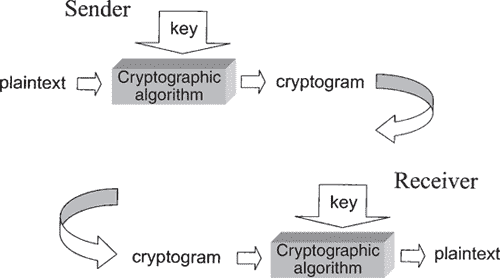 Sender
key
plaintext
Cryptographic
algorithm
cryptogram
Receiver
key
cryptogram
Cryptographic
algorithm
plaintext